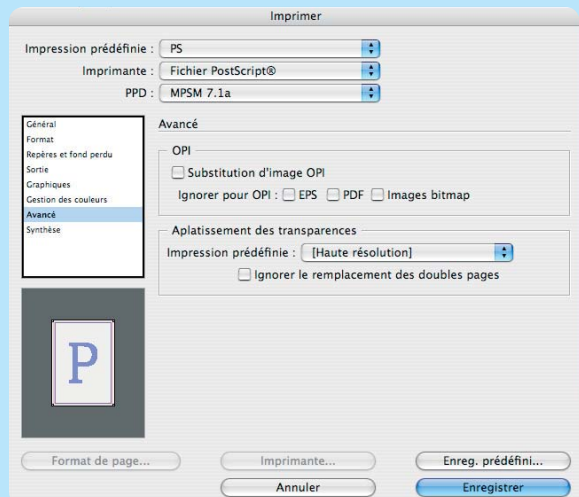 Imprimer
Impression prédéfinie : PS
Imprimante : Fichier PostScript®
PPD : MPSM 7.1a
Général
Format
Repères et fond perdu
Sortie
Graphiques
Gestion des couleurs
Avancé
Synthèse
Avancé
OPI
Substitution d'image OPI
Ignorer pour OPI : EPS PDF Images bitmap
Aplatissement des transparences
Impression prédéfinie : [Haute résolution]
Ignorer le remplacement des doubles pages
P
Format de page... Imprimante... Enreg. prédéfini...
Annuler Enregistrer